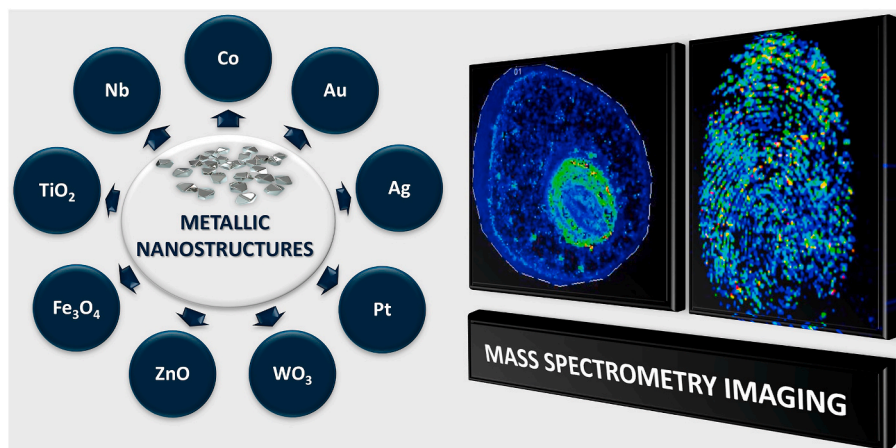 Co
Nb
Au
TiO₂
Ag
METALLIC
NANOSTRUCTURES
Fe₃O₄
Pt
ZnO
WO₃
01
MASS SPECTROMETRY IMAGING